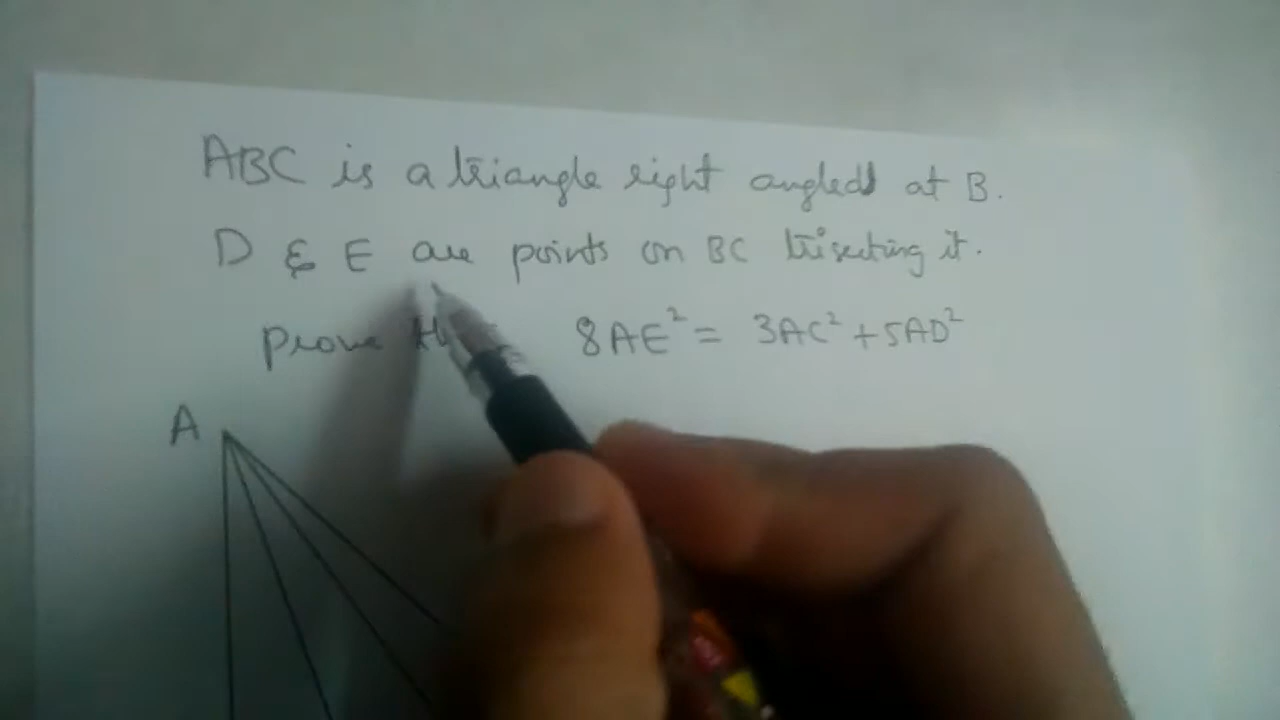 ABC is a triangle right angled at B.
D & E are points on BC trisecting it.
Prove 8AE² = 3AC² + 5AD²
A